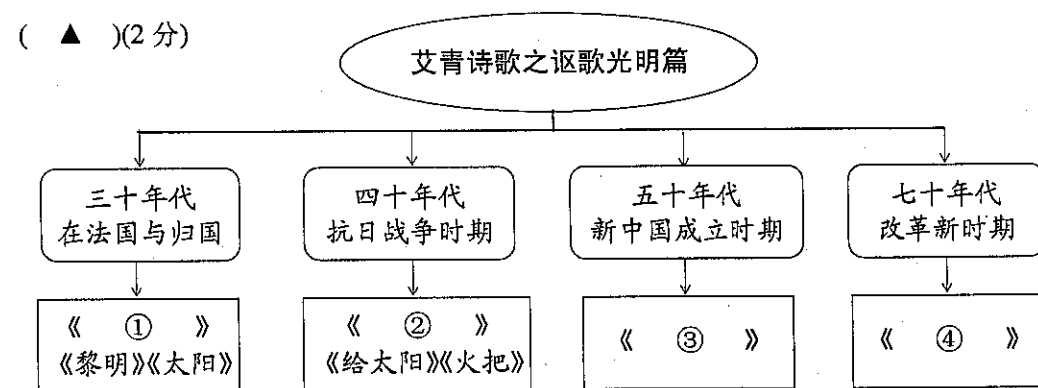 ( ▲ )(2分)
艾青诗歌之讴歌光明篇
三十年代
在法国与归国
四十年代
抗日战争时期
五十年代
新中国成立时期
七十年代
改革新时期
《 ① 》
《黎明》《太阳》
《 ② 》
《给太阳》《火把》
《 ③ 》
《 ④ 》